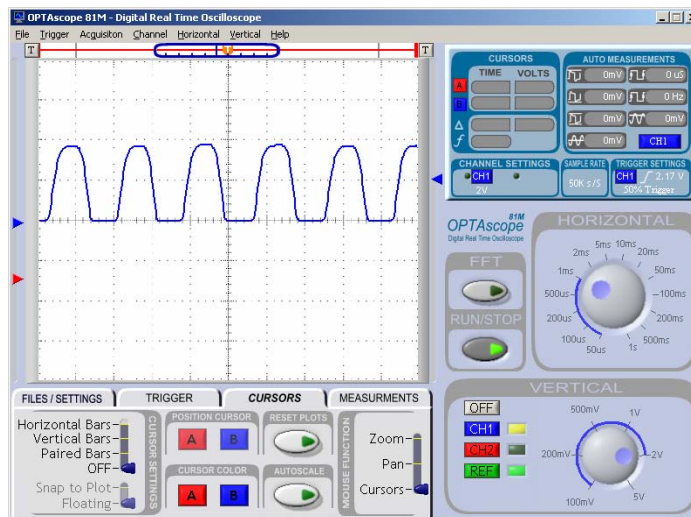 OPTAscope 81M - Digital Real Time Oscilloscope
File Trigger Acquisiton Channel Horizontal Vertical Help
T T T
CURSORS
TIME VOLTS
A
B
Δ
f
AUTO MEASUREMENTS
0mV 0 uS
0mV 0 Hz
0mV 0mV
0mV CH1
CHANNEL SETTINGS
CH1
2V
SAMPLE RATE
50K s/S
TRIGGER SETTINGS
CH1 2.17 V
50% Trigger
81M
OPTAscope
Digital Real Time Oscilloscope
FFT
RUN/STOP
HORIZONTAL
5ms 10ms
2ms 20ms
1ms 50ms
500us 100ms
200us 200ms
100us 500ms
50us 1s
VERTICAL
OFF
CH1
CH2
REF
500mV 1V
200mV 2V
100mV 5V
FILES / SETTINGS TRIGGER CURSORS MEASURMENTS
Horizontal Bars
Vertical Bars
Paired Bars
OFF
Snap to Plot
Floating
CURSOR SETTINGS
POSITION CURSOR
A B
CURSOR COLOR
A B
RESET PLOTS
AUTOSCALE
MOUSE FUNCTION
Zoom
Pan
Cursors